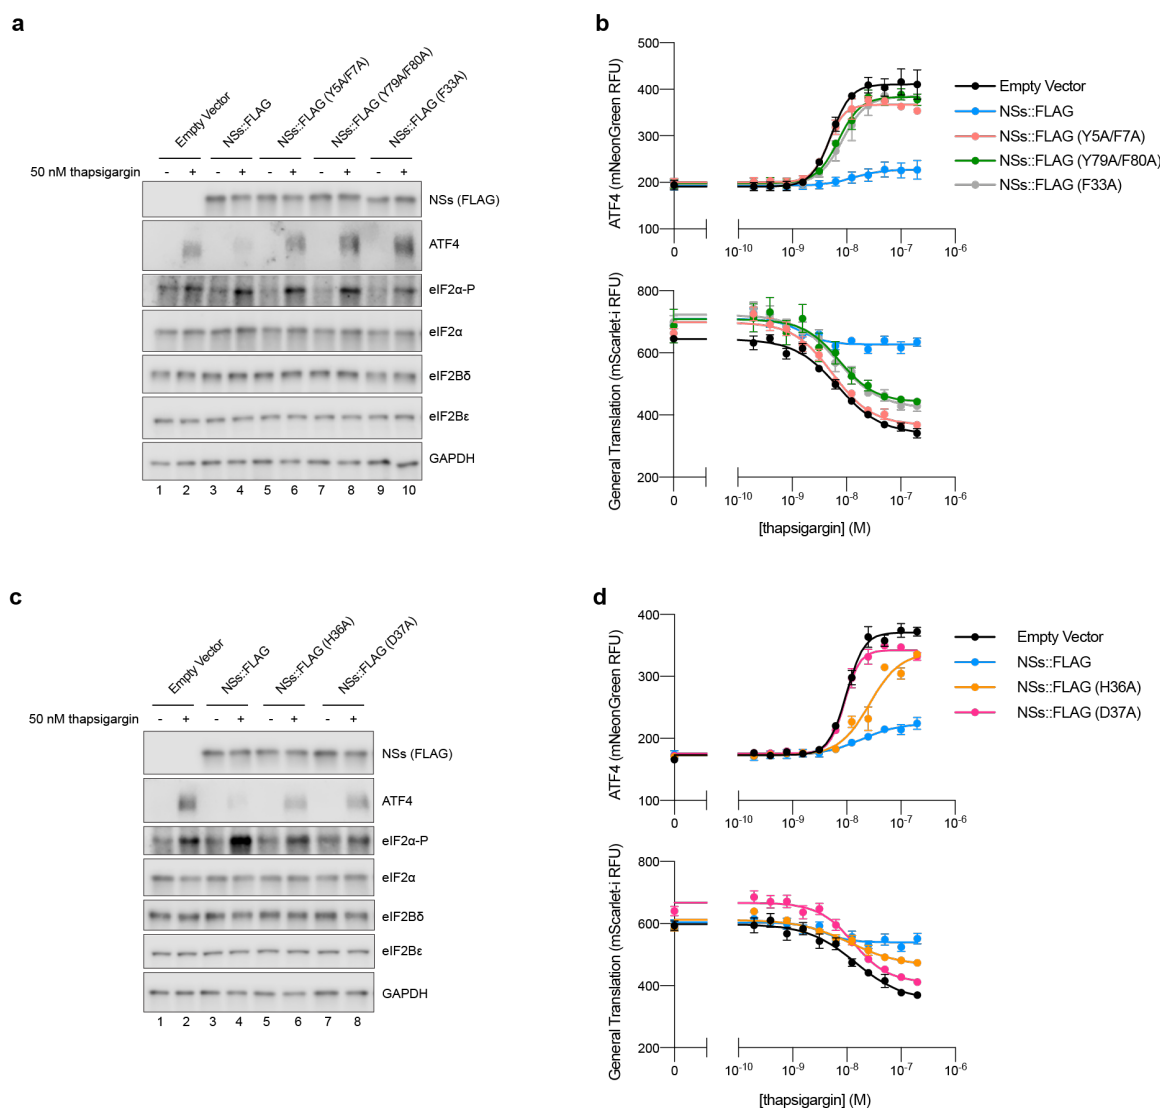 a
Empty Vector
NSs::FLAG
NSs::FLAG (Y5A/F7A)
NSs::FLAG (Y79A/F80A)
NSs::FLAG (F33A)
50 nM thapsigargin - + - + - + - + - +
NSs (FLAG)
ATF4
eIF2α-P
eIF2α
eIF2Bδ
eIF2Bε
GAPDH
1 2 3 4 5 6 7 8 9 10
b
ATF4 (mNeonGreen RFU)
500
400
300
200
100
0 10-10 10-9 10-8 10-7 10-6
Empty Vector
NSs::FLAG
NSs::FLAG (Y5A/F7A)
NSs::FLAG (Y79A/F80A)
NSs::FLAG (F33A)
General Translation (mScarlet-i RFU)
800
600
400
200
0 10-10 10-9 10-8 10-7 10-6
[thapsigargin] (M)
c
Empty Vector
NSs::FLAG
NSs::FLAG (H36A)
NSs::FLAG (D37A)
50 nM thapsigargin - + - + - + - +
NSs (FLAG)
ATF4
eIF2α-P
eIF2α
eIF2Bδ
eIF2Bε
GAPDH
1 2 3 4 5 6 7 8
d
ATF4 (mNeonGreen RFU)
400
300
200
100
0 10-10 10-9 10-8 10-7 10-6
Empty Vector
NSs::FLAG
NSs::FLAG (H36A)
NSs::FLAG (D37A)
General Translation (mScarlet-i RFU)
800
600
400
200
0 10-10 10-9 10-8 10-7 10-6
[thapsigargin] (M)